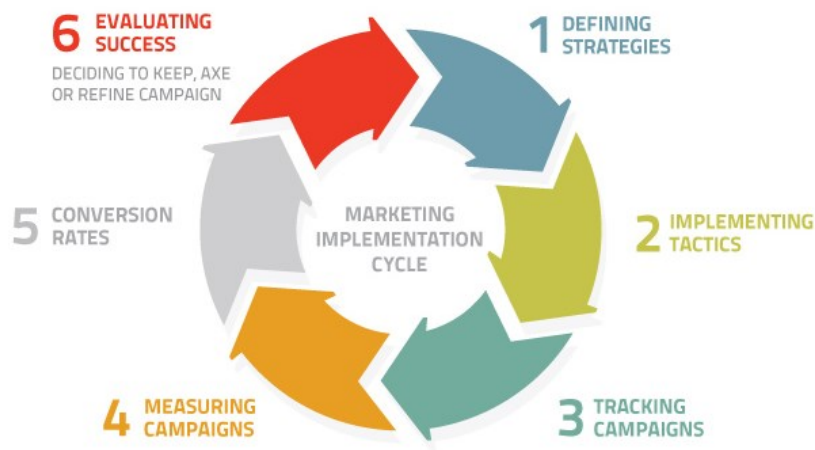 1 DEFINING
STRATEGIES
2 IMPLEMENTING
TACTICS
3 TRACKING
CAMPAIGNS
4 MEASURING
CAMPAIGNS
5 CONVERSION
RATES
6 EVALUATING
SUCCESS
DECIDING TO KEEP, AXE
OR REFINE CAMPAIGN
MARKETING
IMPLEMENTATION
CYCLE